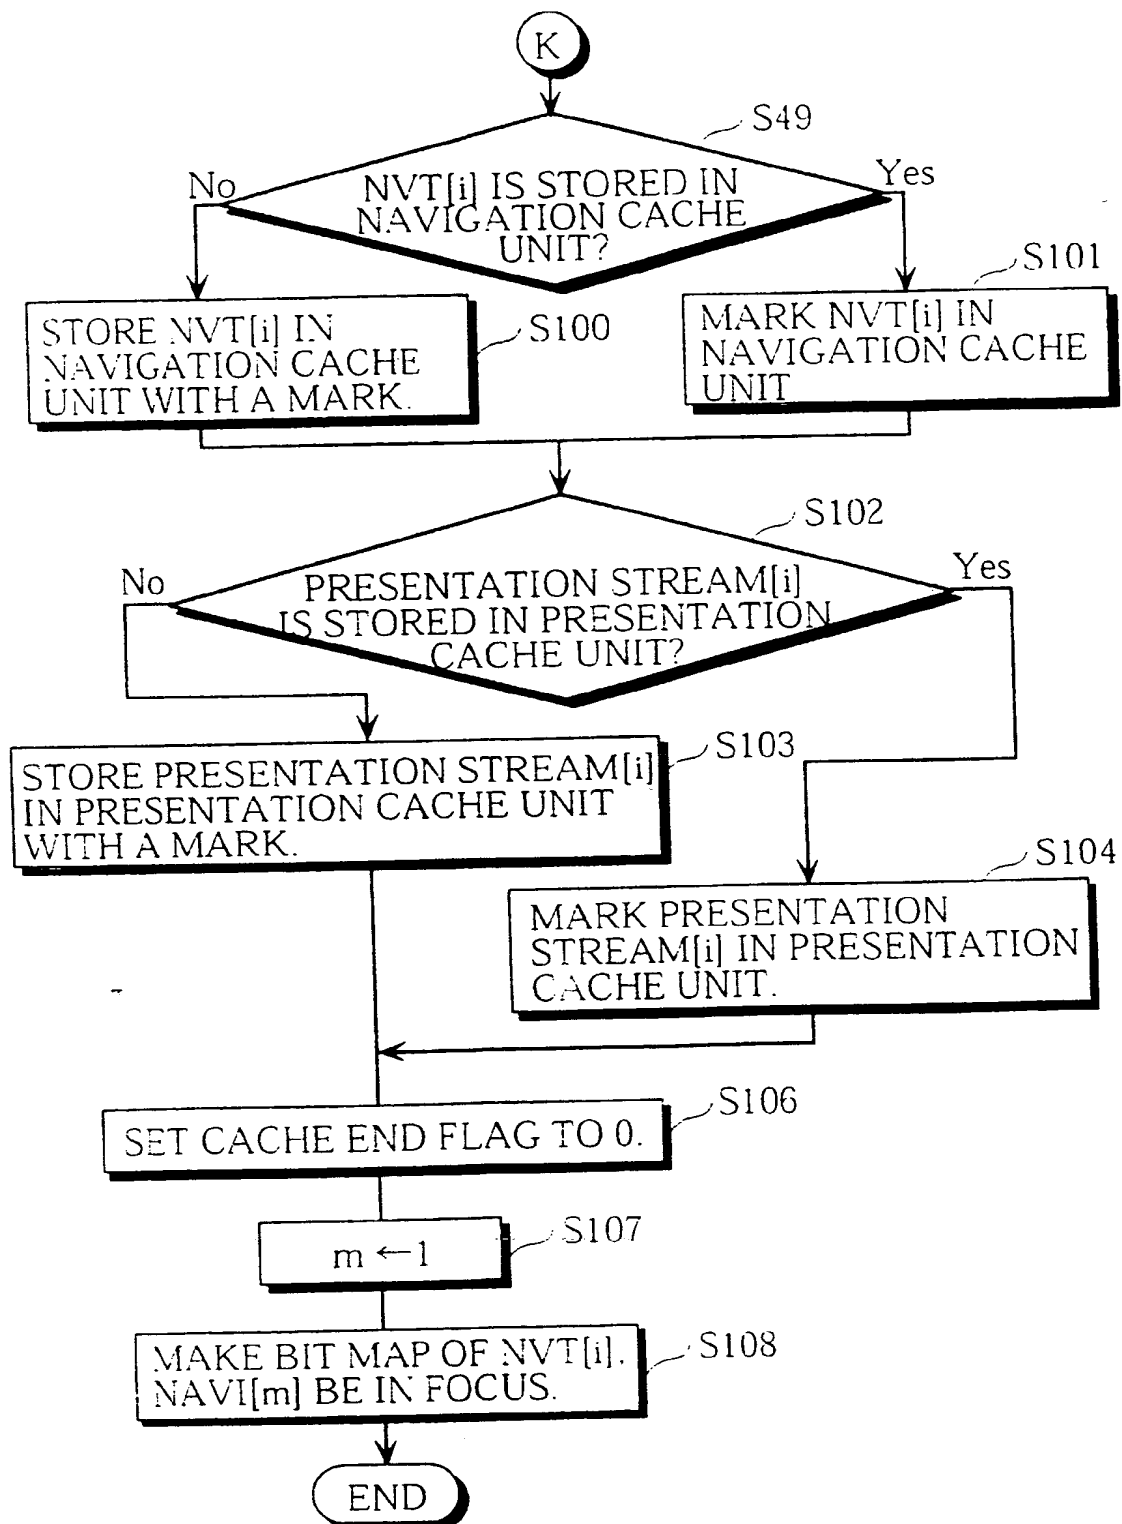 K
S49
No
Yes
NVT[i] IS STORED IN
NAVIGATION CACHE
UNIT?
S100
STORE NVT[i] IN
NAVIGATION CACHE
UNIT WITH A MARK.
S101
MARK NVT[i] IN
NAVIGATION CACHE
UNIT
S102
No
Yes
PRESENTATION STREAM[i]
IS STORED IN PRESENTATION
CACHE UNIT?
S103
STORE PRESENTATION STREAM[i]
IN PRESENTATION CACHE UNIT
WITH A MARK.
S104
MARK PRESENTATION
STREAM[i] IN PRESENTATION
CACHE UNIT.
S106
SET CACHE END FLAG TO 0.
S107
m ←1
S108
MAKE BIT MAP OF NVT[i].
NAVI[m] BE IN FOCUS.
END